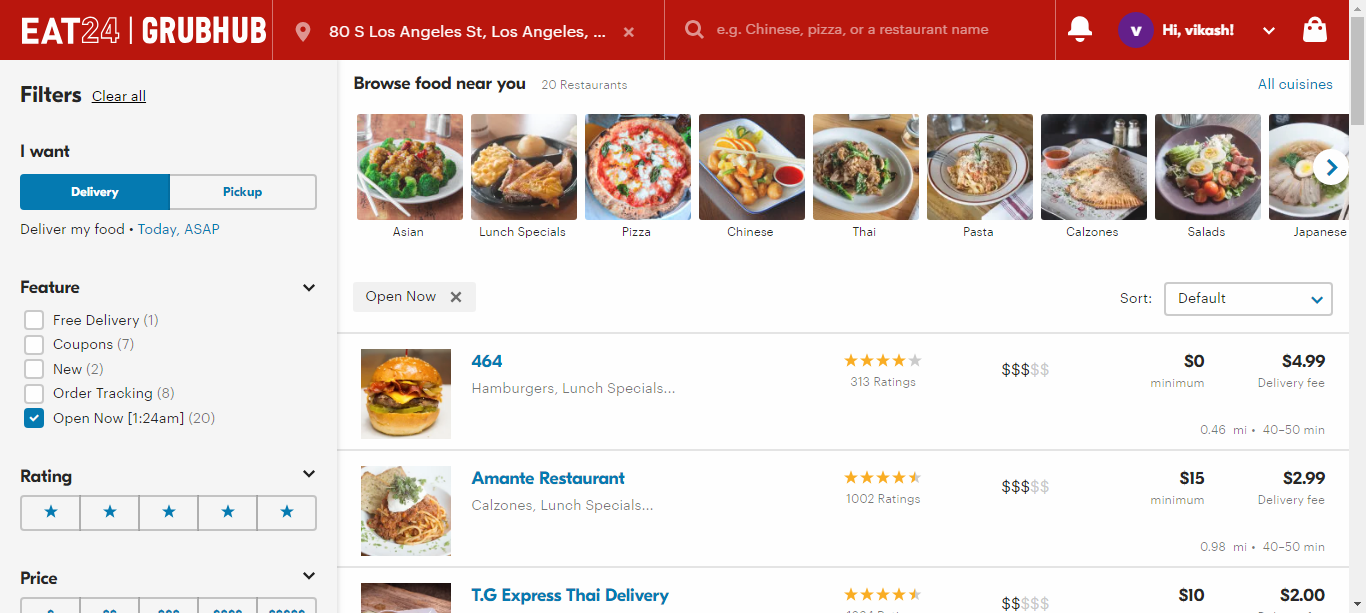 EAT24 | GRUBHUB
80 S Los Angeles St, Los Angeles, ...
e.g. Chinese, pizza, or a restaurant name
v
Hi, vikash!
Filters
Clear all
I want
Delivery
Pickup
Deliver my food • Today, ASAP
Feature
Free Delivery (1)
Coupons (7)
New (2)
Order Tracking (8)
Open Now [1:24am] (20)
Rating
Price
Browse food near you
20 Restaurants
All cuisines
Asian
Lunch Specials
Pizza
Chinese
Thai
Pasta
Calzones
Salads
Japanese
Open Now
Sort:
Default
464
Hamburgers, Lunch Specials...
313 Ratings
$$$$$
$0
minimum
$4.99
Delivery fee
0.46 mi • 40–50 min
Amante Restaurant
Calzones, Lunch Specials...
1002 Ratings
$$$$$
$15
minimum
$2.99
Delivery fee
0.98 mi • 40–50 min
T.G Express Thai Delivery
$$$$$
$10
$2.00